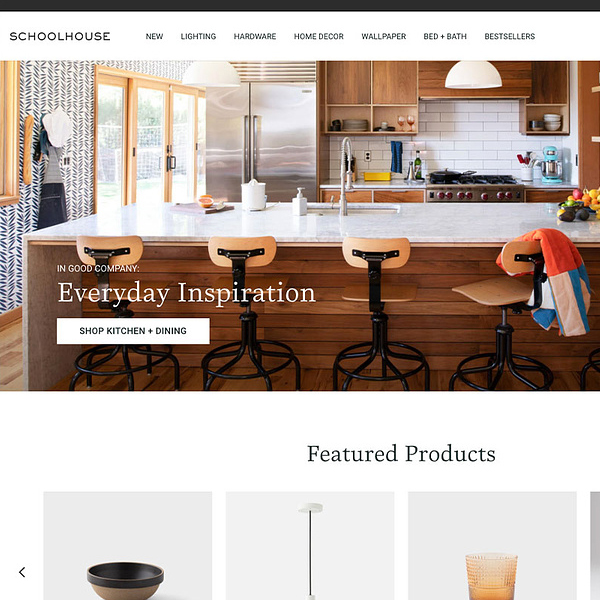 SCHOOLHOUSE
NEW LIGHTING HARDWARE HOME DECOR WALLPAPER BED + BATH BESTSELLERS
IN GOOD COMPANY:
Everyday Inspiration
SHOP KITCHEN + DINING
Featured Products